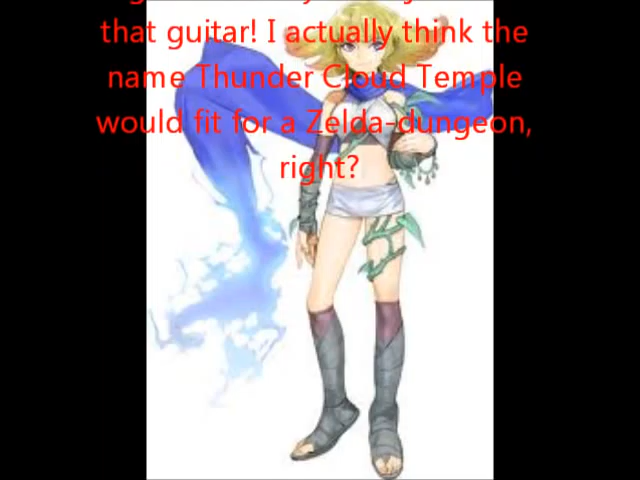 that guitar! I actually think the
name Thunder Cloud Temple
would fit for a Zelda-dungeon,
right?